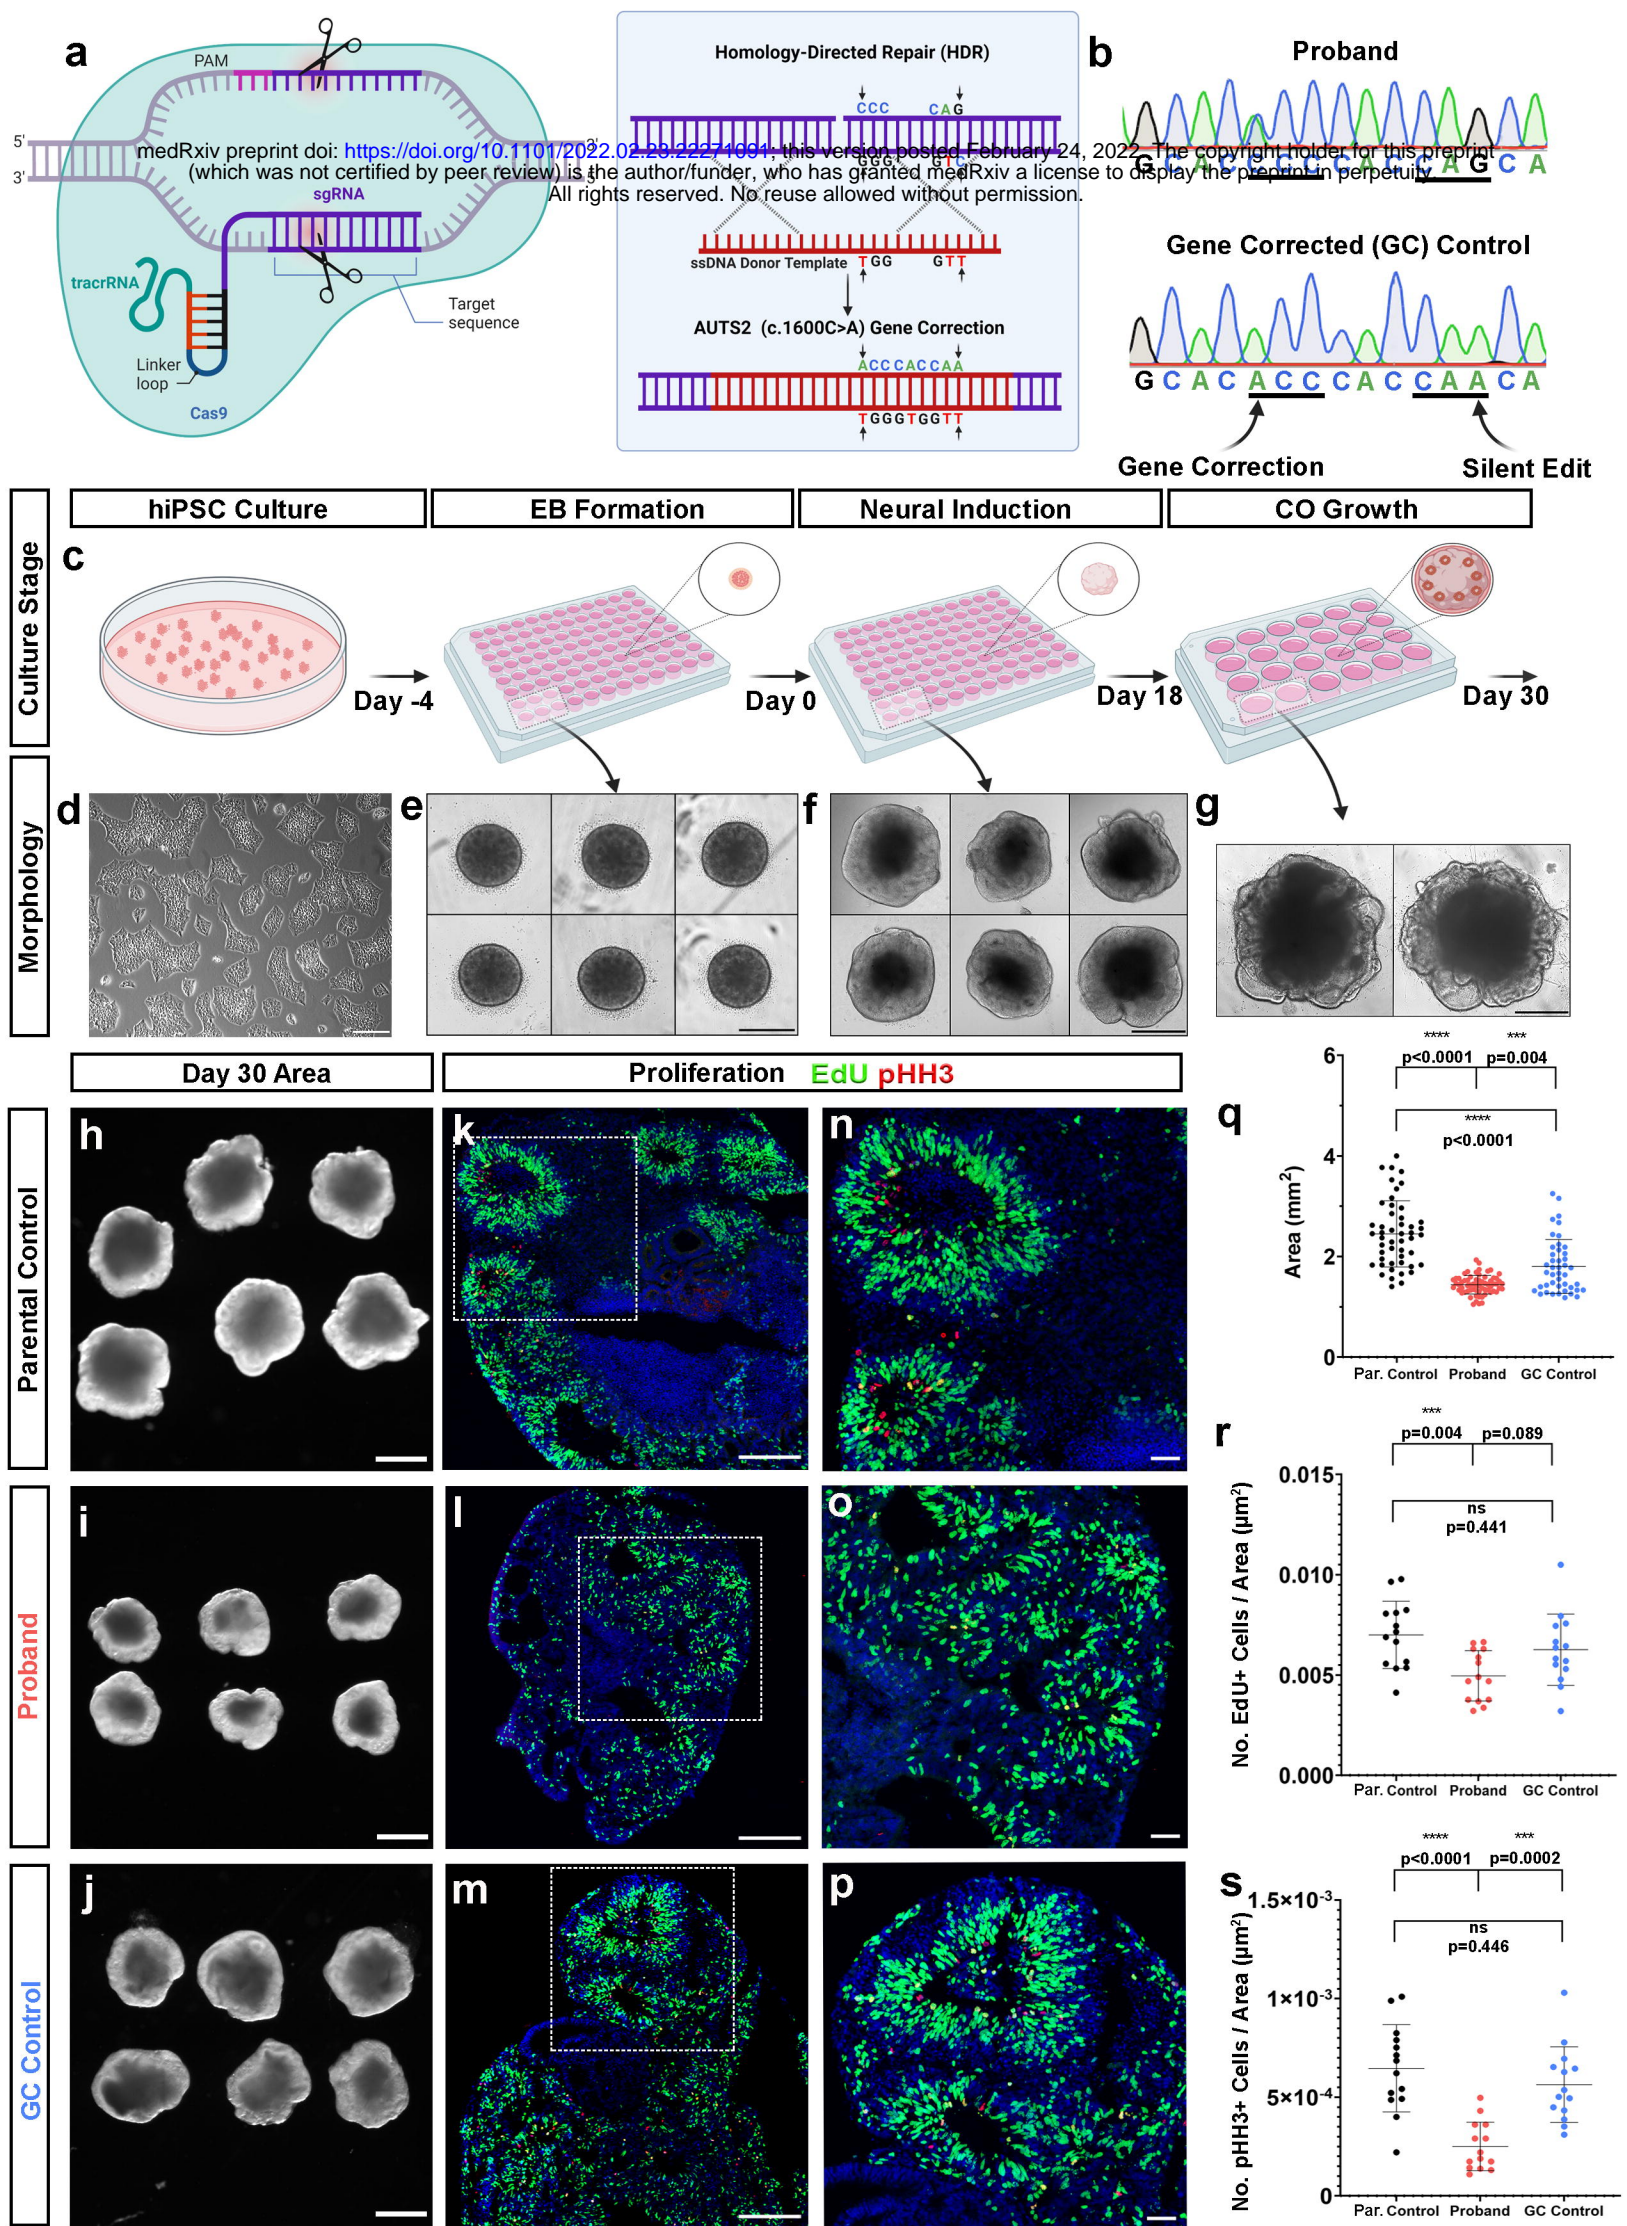 a
PAM
5'
3'
3'
3'
sgRNA
tracrRNA
Linker
loop
Cas9
Target
sequence
Homology-Directed Repair (HDR)
CCC CAG
GGG GTC
ssDNA Donor Template TGG GTT
AUTS2 (c.1600C>A) Gene Correction
ACCCACCAA
TGGGTGGTT
medRxiv preprint doi: https://doi.org/10.1101/2022.02.23.22271091; this version posted February 24, 2022. The copyright holder for this preprint
(which was not certified by peer review) is the author/funder, who has granted medRxiv a license to display the preprint in perpetuity.
All rights reserved. No reuse allowed without permission.
b
Proband
G C A C C C C A C C A G C A
Gene Corrected (GC) Control
G C A C A C C C A C C A A C A
Gene Correction
Silent Edit
Culture Stage
hiPSC Culture
EB Formation
Neural Induction
CO Growth
c
Day -4
Day 0
Day 18
Day 30
Morphology
d
e
f
g
Day 30 Area
Proliferation EdU pHH3
Parental Control
h
k
n
Proband
i
l
o
GC Control
j
m
p
q
**** ***
p<0.0001 p=0.004
****
p<0.0001
Area (mm²)
6
4
2
0
Par. Control Proband GC Control
r
***
p=0.004 p=0.089
ns
p=0.441
No. EdU+ Cells / Area (µm²)
0.015
0.010
0.005
0.000
Par. Control Proband GC Control
s
**** ***
p<0.0001 p=0.0002
ns
p=0.446
No. pHH3+ Cells / Area (µm²)
1.5×10⁻³
1×10⁻³
5×10⁻⁴
0
Par. Control Proband GC Control